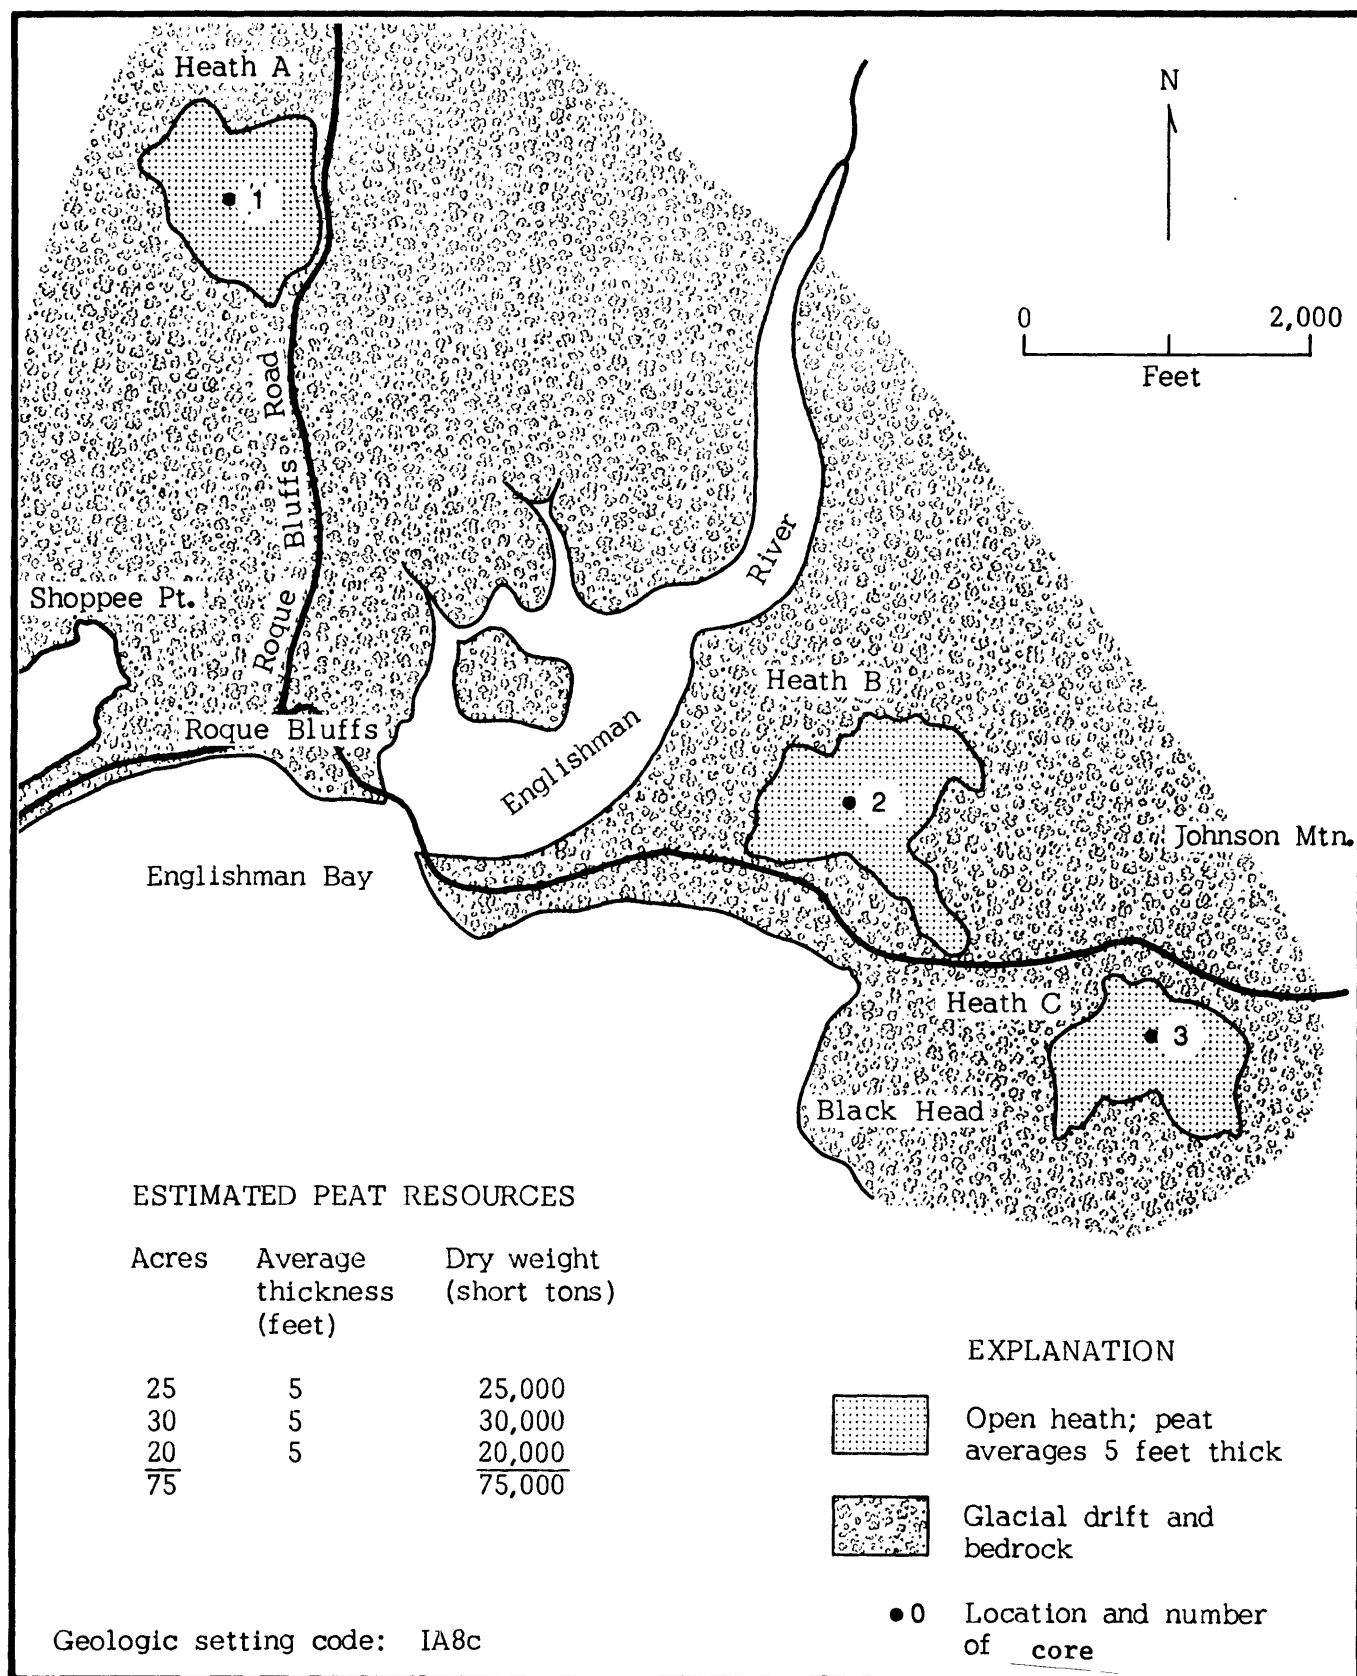 Heath A
N
1
0 2,000
Feet
Roque Bluffs Road
River
Shoppee Pt.
Heath B
Roque Bluffs
Englishman
2
Johnson Mtn.
Englishman Bay
Heath C
3
Black Head
ESTIMATED PEAT RESOURCES
Acres Average Dry weight
thickness (short tons)
(feet)
25 5 25,000
30 5 30,000
20 5 20,000
75 75,000
EXPLANATION
Open heath; peat
averages 5 feet thick
Glacial drift and
bedrock
0 Location and number
of core
Geologic setting code: IA8c